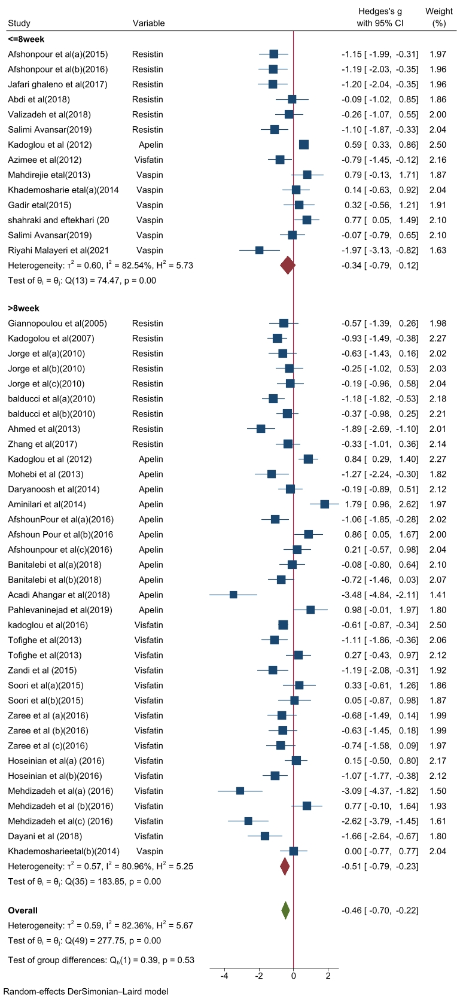 Hedges's g Weight
Study Variable with 95% CI (%)
<=8week
Afshonpour et al(a)(2015) Resistin -1.15 [ -1.99, -0.31] 1.97
Afshonpour et al(b)(2016) Resistin -1.19 [ -2.03, -0.35] 1.96
Jafari ghaleno et al(2017) Resistin -1.20 [ -2.04, -0.35] 1.96
Abdi et al(2018) Resistin -0.09 [ -1.02, 0.85] 1.86
Valizadeh et al(2018) Resistin -0.26 [ -1.07, 0.55] 2.00
Salimi Avansar(2019) Resistin -1.10 [ -1.87, -0.33] 2.04
Kadoglou et al (2012) Apelin 0.59 [ 0.33, 0.86] 2.50
Azimee et al(2012) Visfatin -0.79 [ -1.45, -0.12] 2.16
Mahdirejie etal(2013) Vaspin 0.79 [ -0.13, 1.71] 1.87
Khademosharie etal(a)(2014 Vaspin 0.14 [ -0.63, 0.92] 2.04
Gadir etal(2015) Vaspin 0.32 [ -0.56, 1.21] 1.91
shahraki and eftekhari (20 Vaspin 0.77 [ 0.05, 1.49] 2.10
Salimi Avansar(2019) Vaspin -0.07 [ -0.79, 0.65] 2.10
Riyahi Malayeri et al(2021 Vaspin -1.97 [ -3.13, -0.82] 1.63
Heterogeneity: τ² = 0.60, I² = 82.54%, H² = 5.73 -0.34 [ -0.79, 0.12]
Test of θᵢ = θⱼ: Q(13) = 74.47, p = 0.00
>8week
Giannopoulou et al(2005) Resistin -0.57 [ -1.39, 0.26] 1.98
Kadogolou et al(2007) Resistin -0.93 [ -1.49, -0.38] 2.27
Jorge et al(a)(2010) Resistin -0.63 [ -1.43, 0.16] 2.02
Jorge et al(b)(2010) Resistin -0.25 [ -1.02, 0.53] 2.03
Jorge et al(c)(2010) Resistin -0.19 [ -0.96, 0.58] 2.04
balducci et al(a)(2010) Resistin -1.18 [ -1.82, -0.53] 2.18
balducci et al(b)(2010) Resistin -0.37 [ -0.98, 0.25] 2.21
Ahmed et al(2013) Resistin -1.89 [ -2.69, -1.10] 2.01
Zhang et al(2017) Resistin -0.33 [ -1.01, 0.36] 2.14
Kadoglou et al (2012) Apelin 0.84 [ 0.29, 1.40] 2.27
Mohebi et al (2013) Apelin -1.27 [ -2.24, -0.30] 1.82
Daryanoosh et al(2014) Apelin -0.19 [ -0.89, 0.51] 2.12
Aminilari et al(2014) Apelin 1.79 [ 0.96, 2.62] 1.97
AfshounPour et al(a)(2016) Apelin -1.06 [ -1.85, -0.28] 2.02
Afshoun Pour et al(b)(2016 Apelin 0.86 [ 0.05, 1.67] 2.00
Afshounpour et al(c)(2016) Apelin 0.21 [ -0.57, 0.98] 2.04
Banitalebi et al(a)(2018) Apelin -0.08 [ -0.80, 0.64] 2.10
Banitalebi et al(b)(2018) Apelin -0.72 [ -1.46, 0.03] 2.07
Acadi Ahangar et al(2018) Apelin -3.48 [ -4.84, -2.11] 1.41
Pahlevaninejad et al(2019) Apelin 0.98 [ -0.01, 1.97] 1.80
kadoglou et al(2016) Visfatin -0.61 [ -0.87, -0.34] 2.50
Tofighe et al(2013) Visfatin -1.11 [ -1.86, -0.36] 2.06
Tofighe et al(2013) Visfatin 0.27 [ -0.43, 0.97] 2.12
Zandi et al (2015) Visfatin -1.19 [ -2.08, -0.31] 1.92
Soori et al(a)(2015) Visfatin 0.33 [ -0.61, 1.26] 1.86
Soori et al(b)(2015) Visfatin 0.05 [ -0.87, 0.98] 1.87
Zaree et al (a)(2016) Visfatin -0.68 [ -1.49, 0.14] 1.99
Zaree et al (b)(2016) Visfatin -0.63 [ -1.45, 0.18] 1.99
Zaree et al (c)(2016) Visfatin -0.74 [ -1.58, 0.09] 1.97
Hoseinian et al(a) (2016) Visfatin 0.15 [ -0.50, 0.80] 2.17
Hoseinian et al(b)(2016) Visfatin -1.07 [ -1.77, -0.38] 2.12
Mehdizadeh et al(a) (2016) Visfatin -3.09 [ -4.37, -1.82] 1.50
Mehdizadeh et al (b)(2016) Visfatin 0.77 [ -0.10, 1.64] 1.93
Mehdizadeh et al(c) (2016) Visfatin -2.62 [ -3.79, -1.45] 1.61
Dayani et al (2018) Visfatin -1.66 [ -2.64, -0.67] 1.80
Khademosharieetal(b)(2014) Vaspin 0.00 [ -0.77, 0.77] 2.04
Heterogeneity: τ² = 0.57, I² = 80.96%, H² = 5.25 -0.51 [ -0.79, -0.23]
Test of θᵢ = θⱼ: Q(35) = 183.85, p = 0.00
Overall -0.46 [ -0.70, -0.22]
Heterogeneity: τ² = 0.59, I² = 82.36%, H² = 5.67
Test of θᵢ = θⱼ: Q(49) = 277.75, p = 0.00
Test of group differences: Q_b(1) = 0.39, p = 0.53
-4 -2 0 2
Random-effects DerSimonian–Laird model